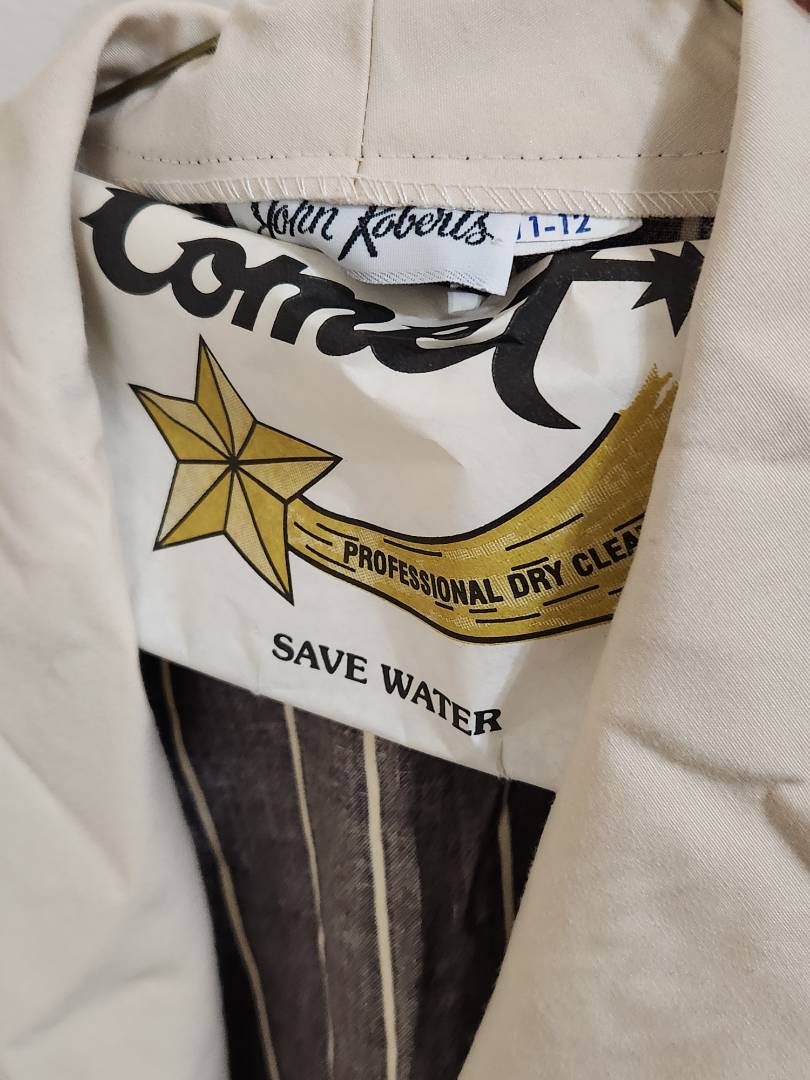 John Roberts
11-12
Comet
PROFESSIONAL DRY CLEA
SAVE WATER